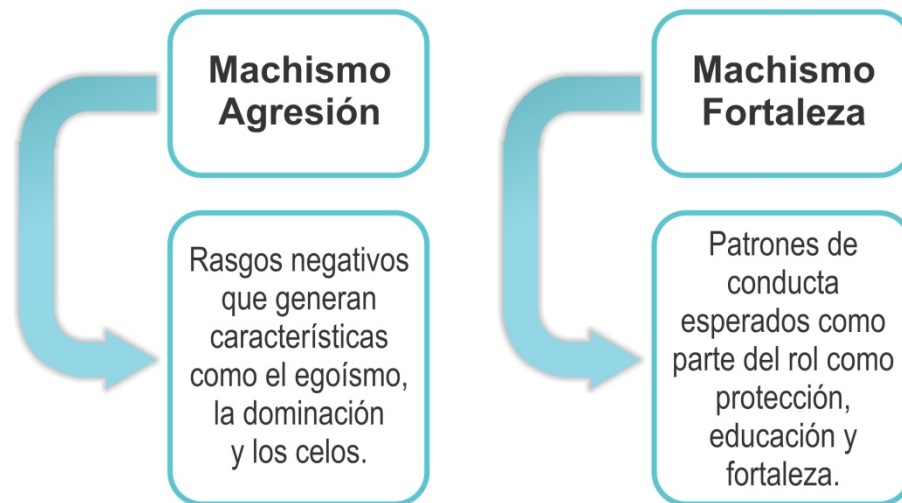 Machismo
Agresión
Rasgos negativos
que generan
características
como el egoísmo,
la dominación
y los celos.
Machismo
Fortaleza
Patrones de
conducta
esperados como
parte del rol como
protección,
educación y
fortaleza.